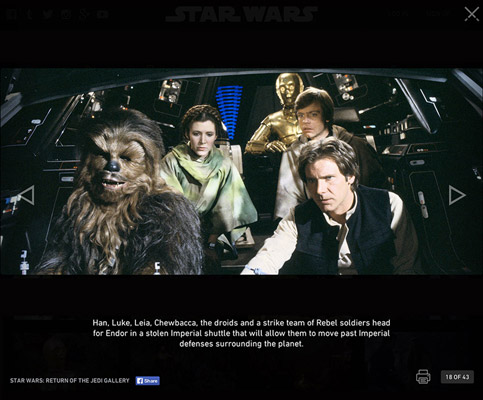 STAR WARS
Han, Luke, Leia, Chewbacca, the droids and a strike team of Rebel soldiers head
for Endor in a stolen Imperial shuttle that will allow them to move past Imperial
defenses surrounding the planet.
STAR WARS: RETURN OF THE JEDI GALLERY
Share
18 OF 43